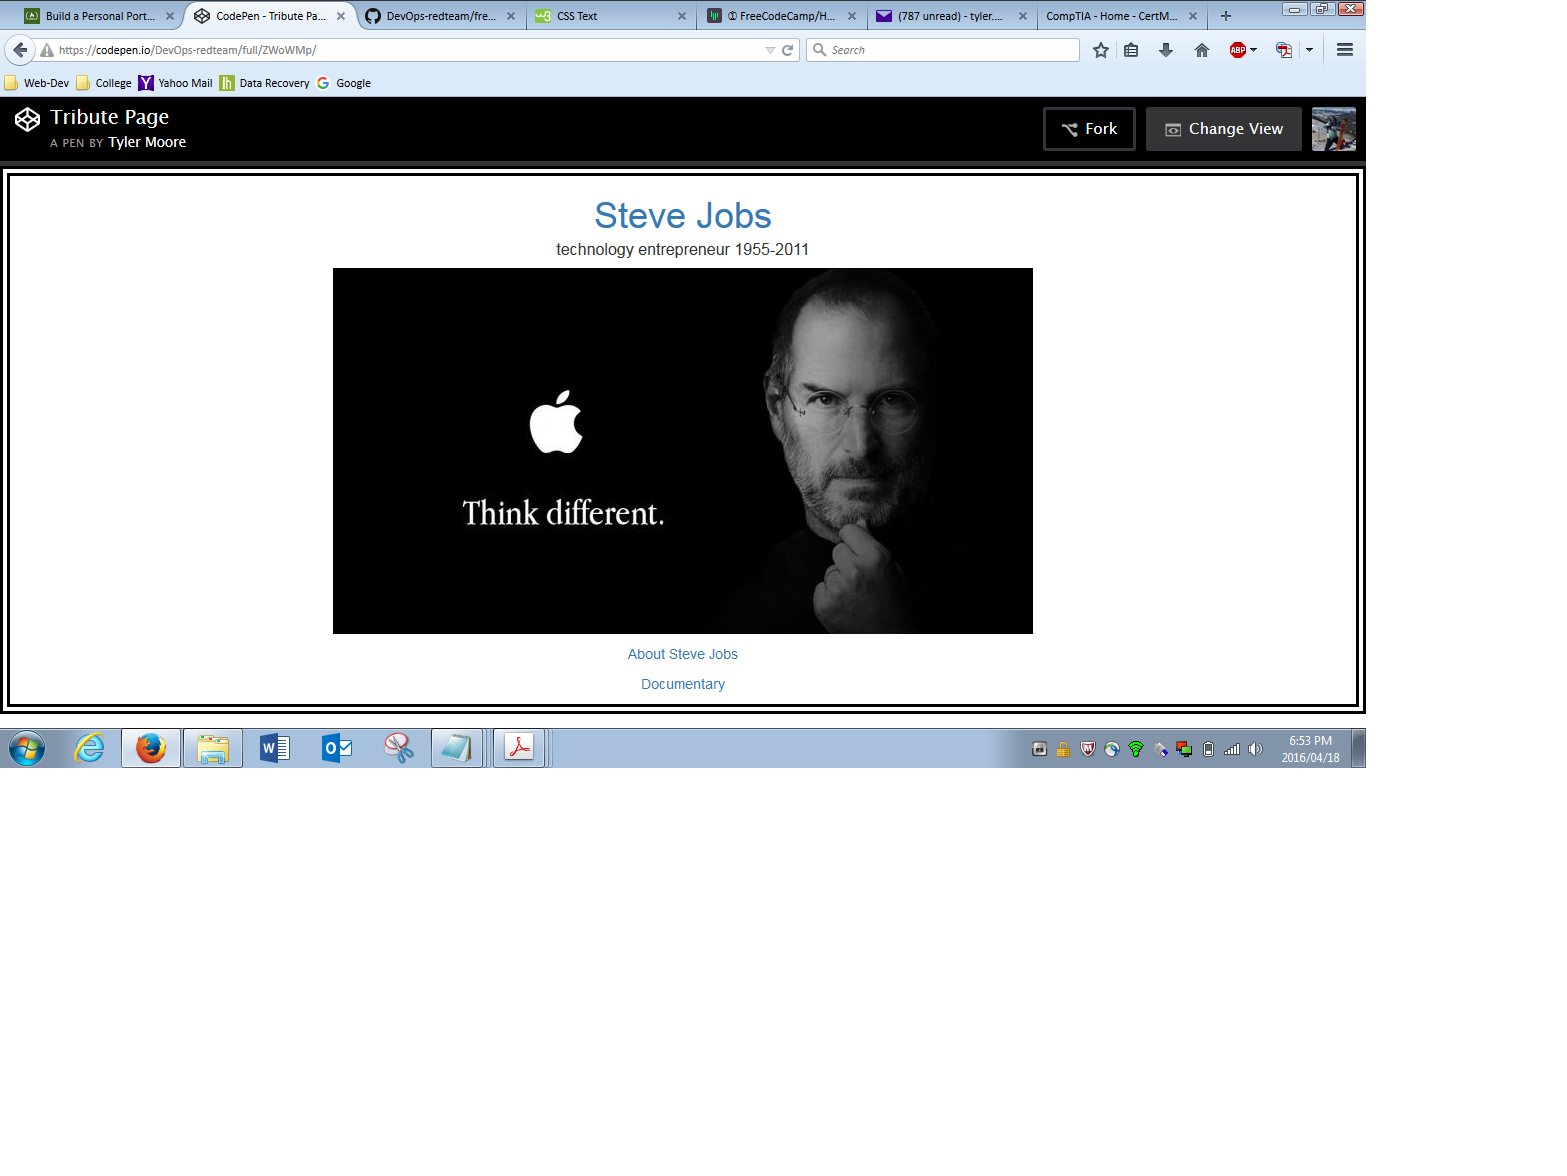 Build a Personal Port...
CodePen - Tribute Pa...
DevOps-redteam/fre...
CSS Text
① FreeCodeCamp/H...
(787 unread) - tyler....
CompTIA - Home - CertM...
https://codepen.io/DevOps-redteam/full/ZWoWMp/
Search
ABP
Web-Dev
College
Yahoo Mail
Data Recovery
Google
Tribute Page
A PEN BY Tyler Moore
Fork
Change View
Steve Jobs
technology entrepreneur 1955-2011
Think different.
About Steve Jobs
Documentary
6:53 PM
2016/04/18